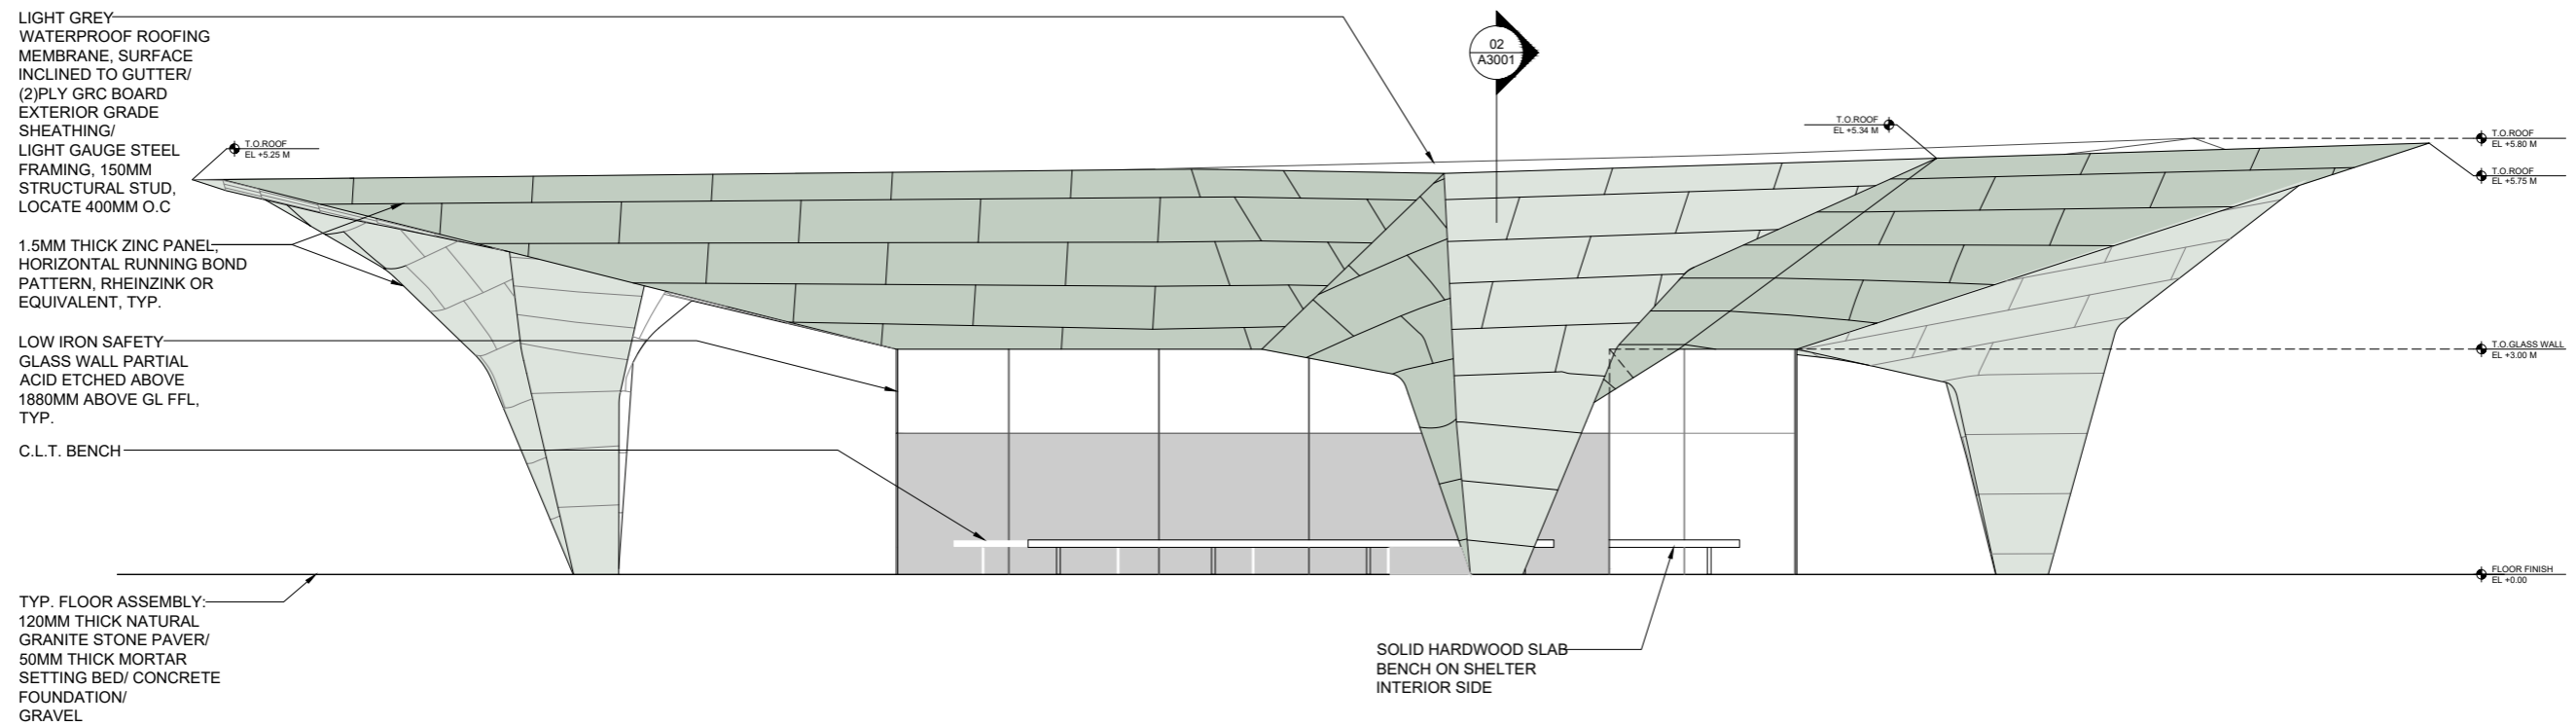 LIGHT GREY
WATERPROOF ROOFING
MEMBRANE, SURFACE
INCLINED TO GUTTER/
(2)PLY GRC BOARD
EXTERIOR GRADE
SHEATHING/
LIGHT GAUGE STEEL
FRAMING, 150MM
STRUCTURAL STUD,
LOCATE 400MM O.C
1.5MM THICK ZINC PANEL,
HORIZONTAL RUNNING BOND
PATTERN, RHEINZINK OR
EQUIVALENT, TYP.
LOW IRON SAFETY
GLASS WALL PARTIAL
ACID ETCHED ABOVE
1880MM ABOVE GL FFL,
TYP.
C.L.T. BENCH
TYP. FLOOR ASSEMBLY:
120MM THICK NATURAL
GRANITE STONE PAVER/
50MM THICK MORTAR
SETTING BED/ CONCRETE
FOUNDATION/
GRAVEL
T.O.ROOF
EL +5.25 M
02
A3001
T.O.ROOF
EL +5.34 M
T.O.ROOF
EL +5.80 M
T.O.ROOF
EL +5.75 M
T.O.GLASS WALL
EL +3.00 M
FLOOR FINISH
EL +0.00
SOLID HARDWOOD SLAB
BENCH ON SHELTER
INTERIOR SIDE